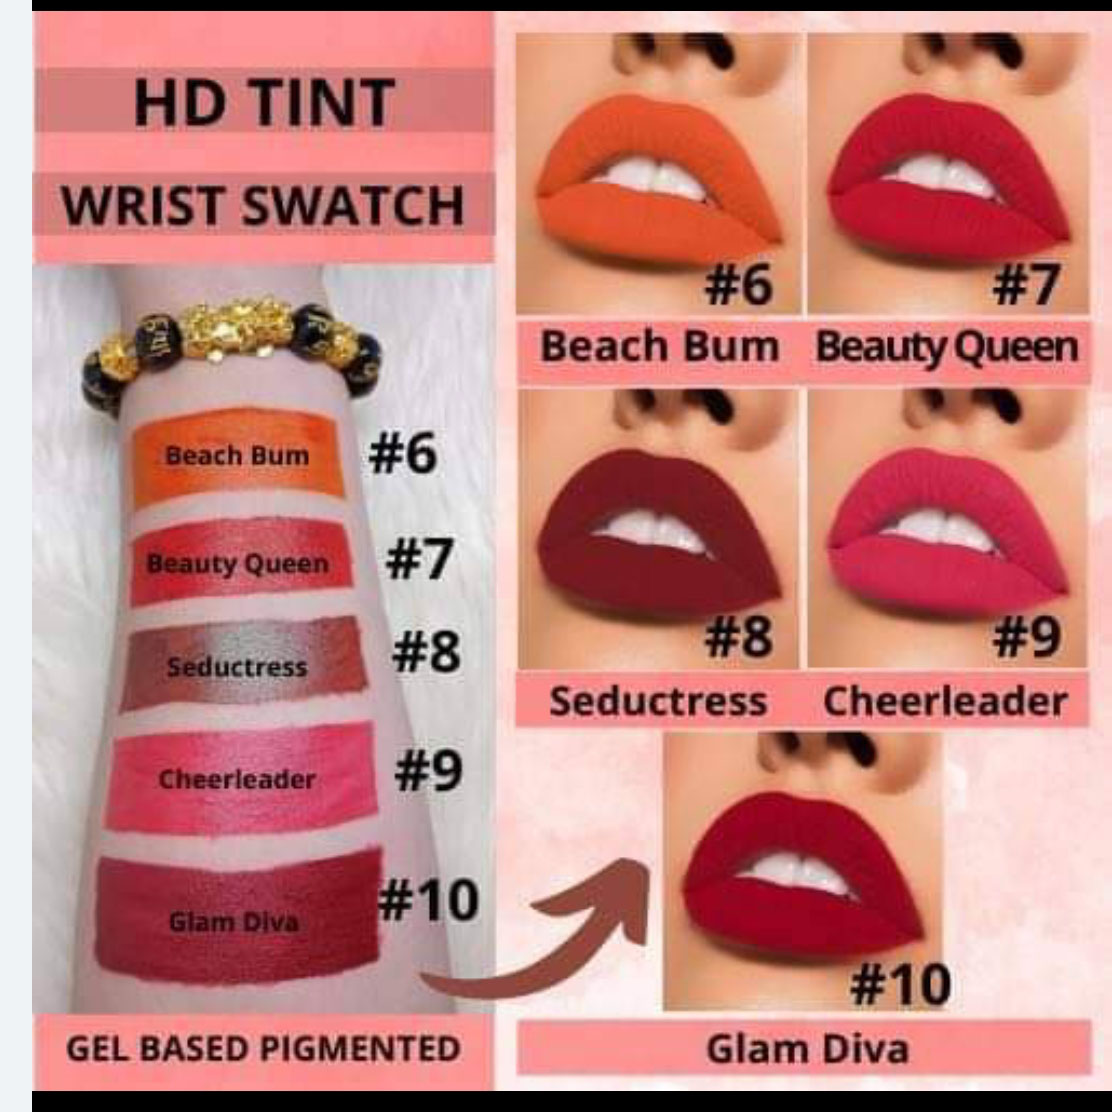 HD TINT
WRIST SWATCH
Beach Bum
#6
Beauty Queen
#7
Seductress
#8
Cheerleader
#9
Glam Diva
#10
GEL BASED PIGMENTED
#6
#7
Beach Bum
Beauty Queen
#8
#9
Seductress
Cheerleader
#10
Glam Diva